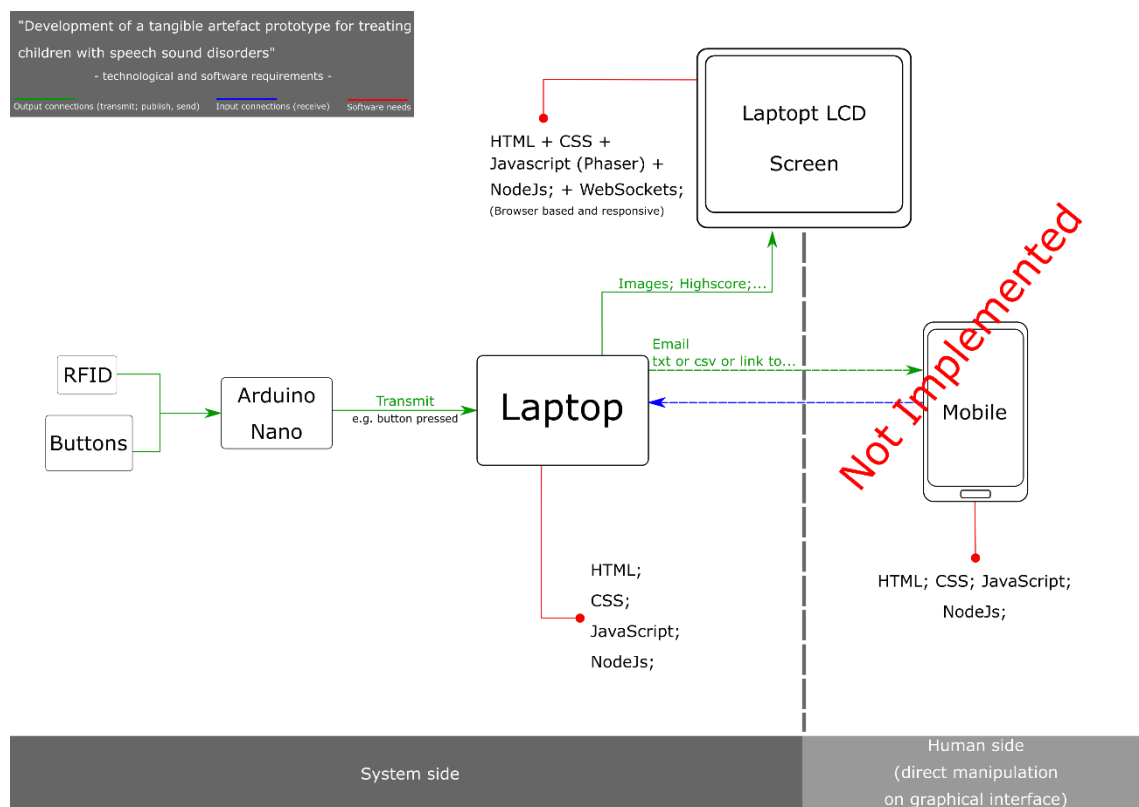 "Development of a tangible artefact prototype for treating
children with speech sound disorders"
- technological and software requirements -
Output connections (transmit; publish, send)
Input connections (receive)
Software needs
Laptopt LCD
Screen
HTML + CSS +
Javascript (Phaser) +
NodeJs; + WebSockets;
(Browser based and responsive)
Images; Highscore;...
Email
txt or csv or link to...
Not Implemented
Mobile
RFID
Buttons
Arduino
Nano
Transmit
e.g. button pressed
Laptop
HTML;
CSS;
JavaScript;
NodeJs;
HTML; CSS; JavaScript;
NodeJs;
System side
Human side
(direct manipulation
on graphical interface)